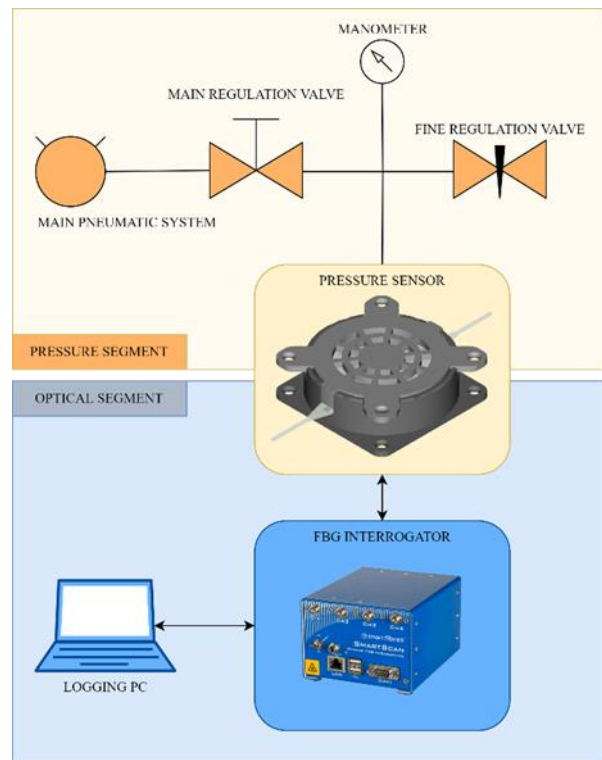 MANOMETER
MAIN REGULATION VALVE
FINE REGULATION VALVE
MAIN PNEUMATIC SYSTEM
PRESSURE SENSOR
PRESSURE SEGMENT
OPTICAL SEGMENT
FBG INTERROGATOR
SMARTSCAN
LOGGING PC